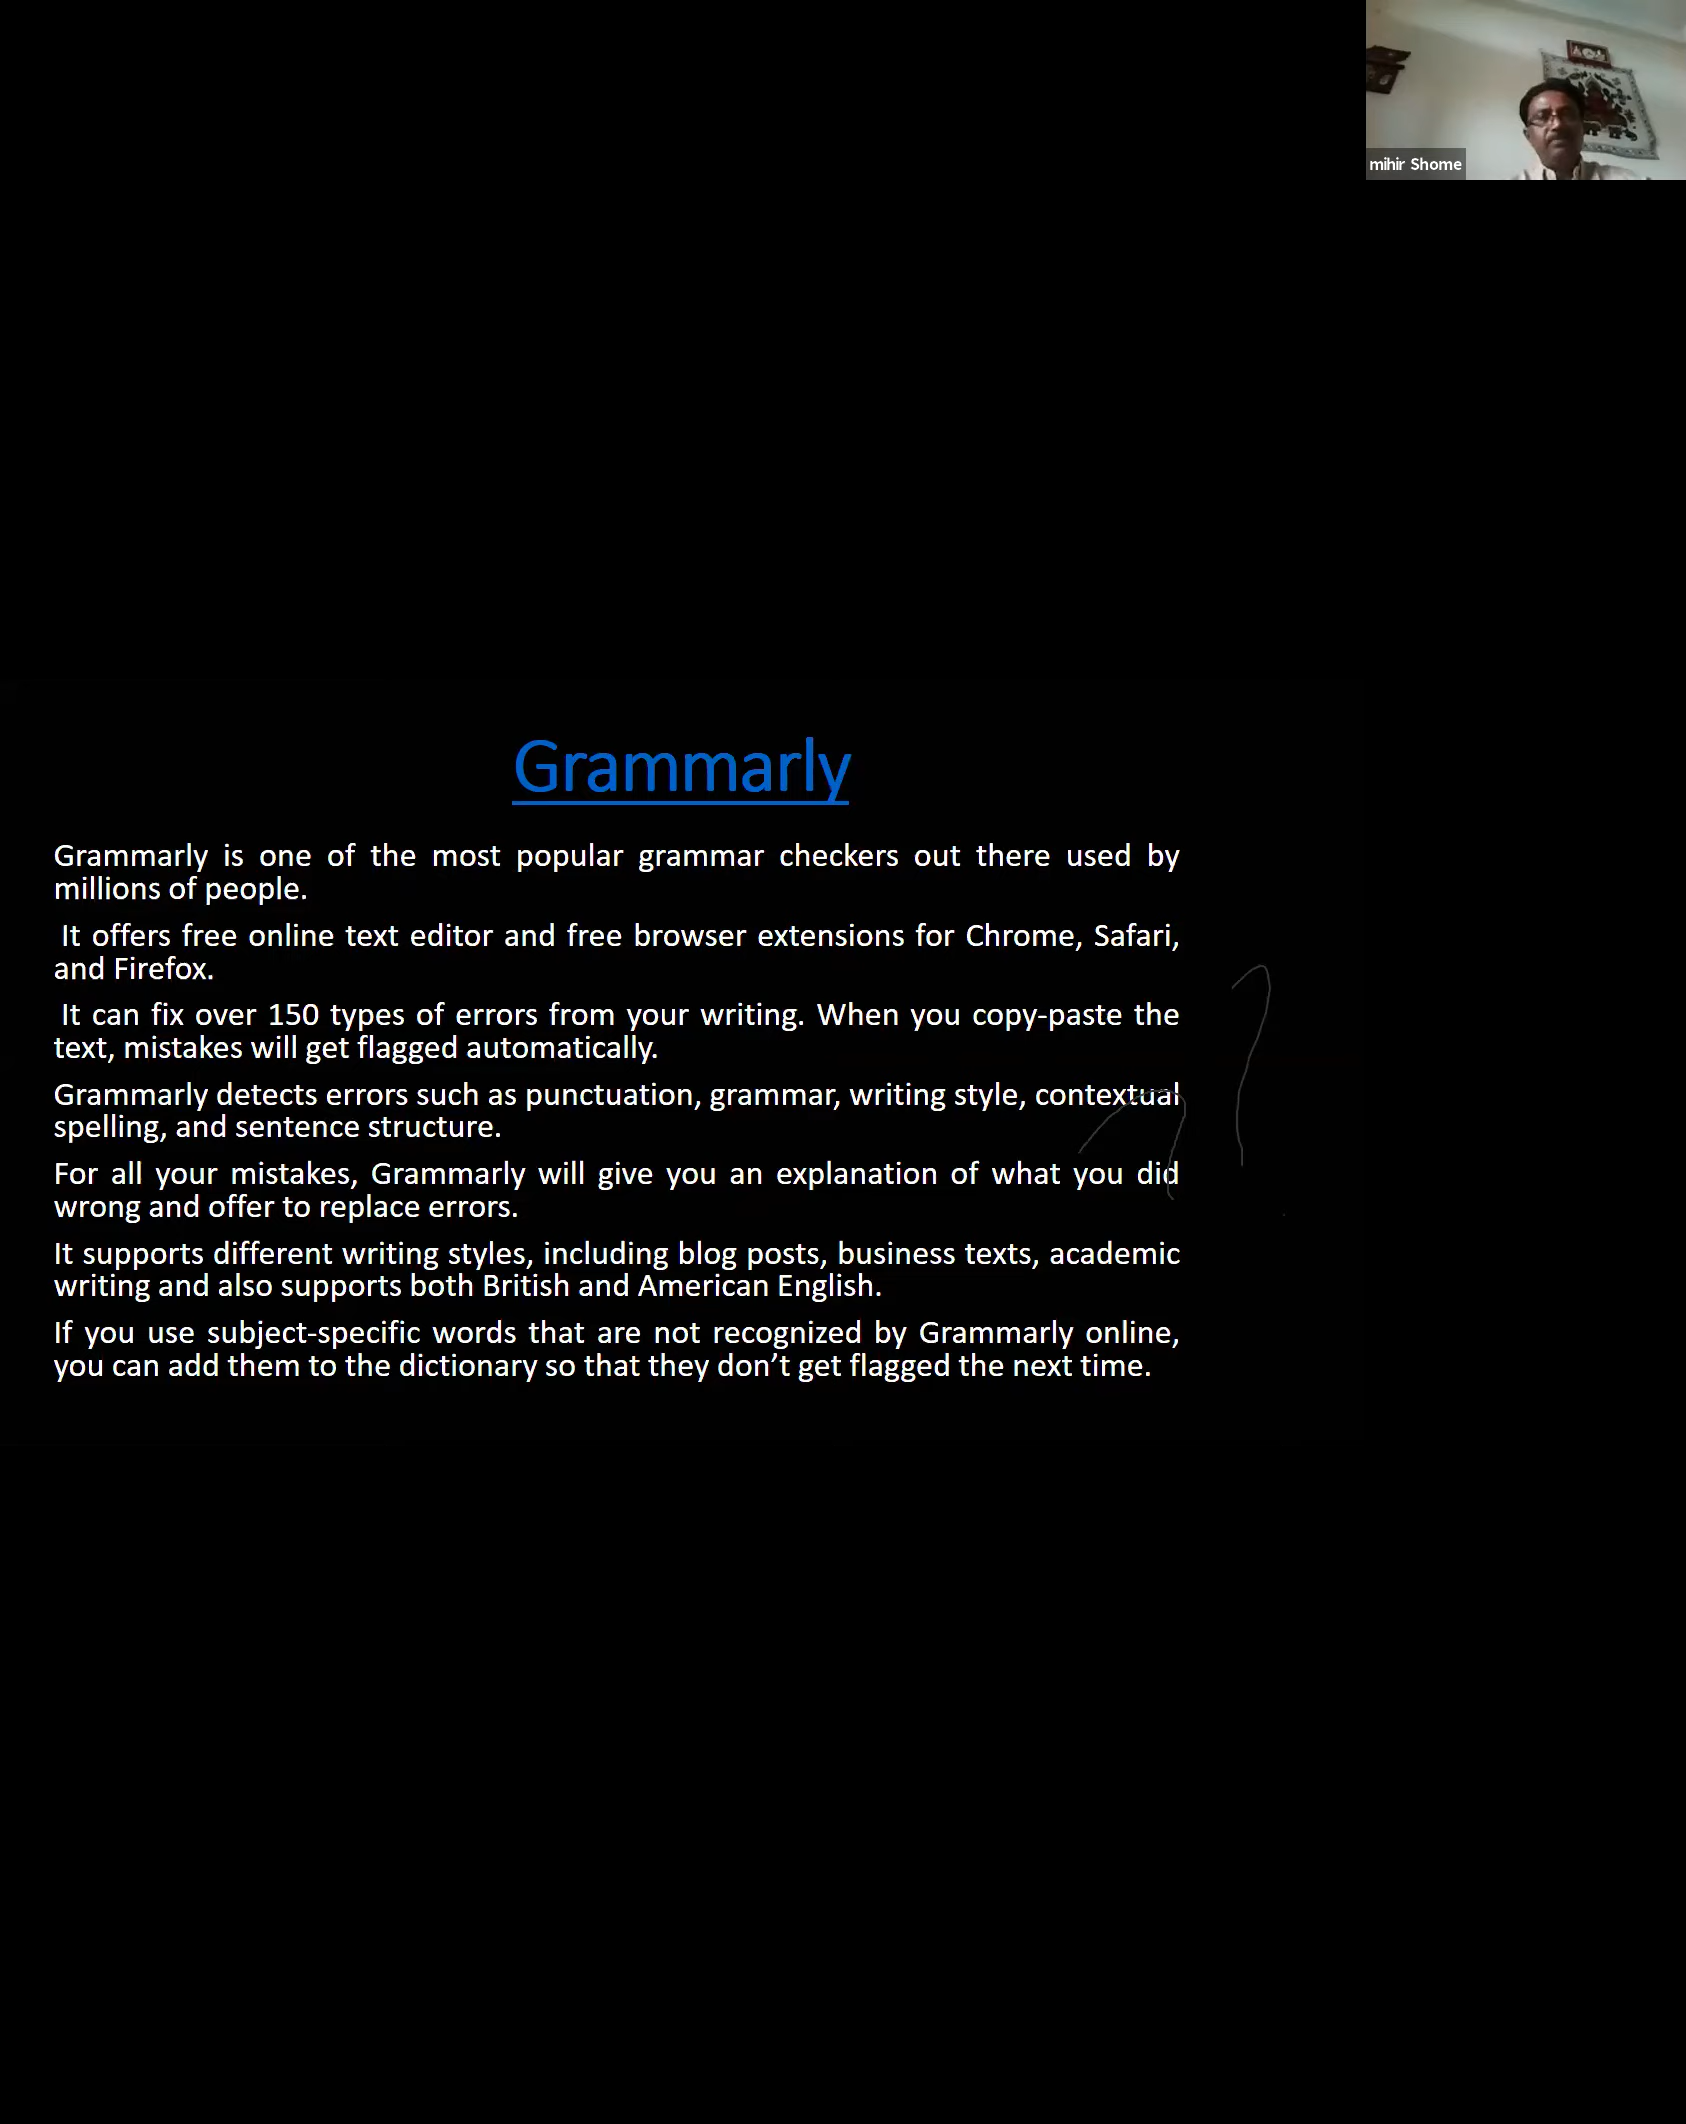 mihir Shome
Grammarly
Grammarly is one of the most popular grammar checkers out there used by
millions of people.
It offers free online text editor and free browser extensions for Chrome, Safari,
and Firefox.
It can fix over 150 types of errors from your writing. When you copy-paste the
text, mistakes will get flagged automatically.
Grammarly detects errors such as punctuation, grammar, writing style, contextual
spelling, and sentence structure.
For all your mistakes, Grammarly will give you an explanation of what you did
wrong and offer to replace errors.
It supports different writing styles, including blog posts, business texts, academic
writing and also supports both British and American English.
If you use subject-specific words that are not recognized by Grammarly online,
you can add them to the dictionary so that they don’t get flagged the next time.